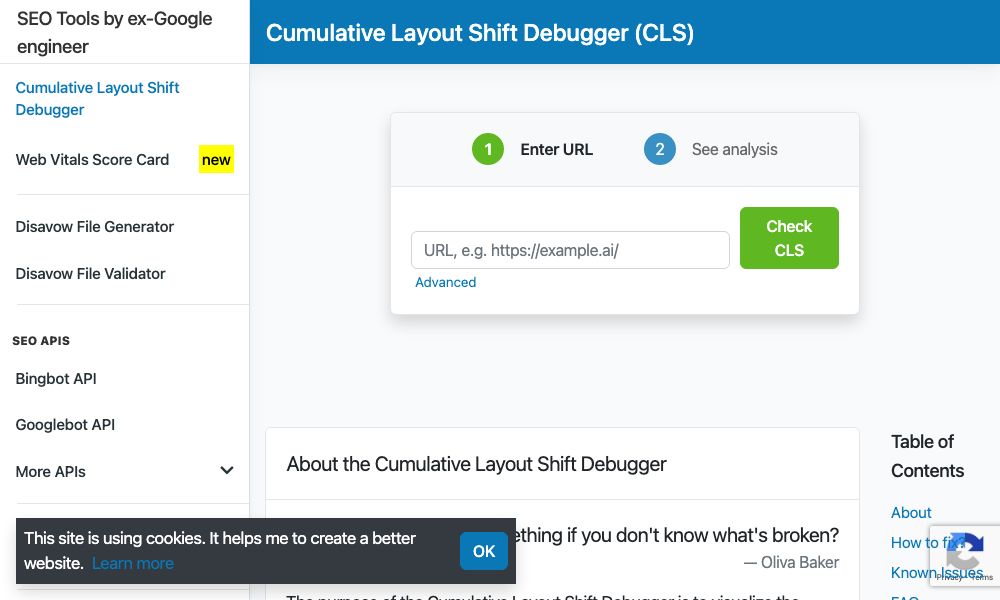 SEO Tools by ex-Google
engineer
Cumulative Layout Shift
Debugger
Web Vitals Score Card new
Disavow File Generator
Disavow File Validator
SEO APIS
Bingbot API
Googlebot API
More APIs
Cumulative Layout Shift Debugger (CLS)
1 Enter URL
2 See analysis
URL, e.g. https://example.ai/
Check
CLS
Advanced
About the Cumulative Layout Shift Debugger
ething if you don't know what's broken?
— Oliva Baker
The purpose of the Cumulative Layout Shift Debugger is to visualize the
Table of
Contents
About
How to fix?
Known Issues
FAQ
This site is using cookies. It helps me to create a better
website. Learn more
OK
Privacy - Terms